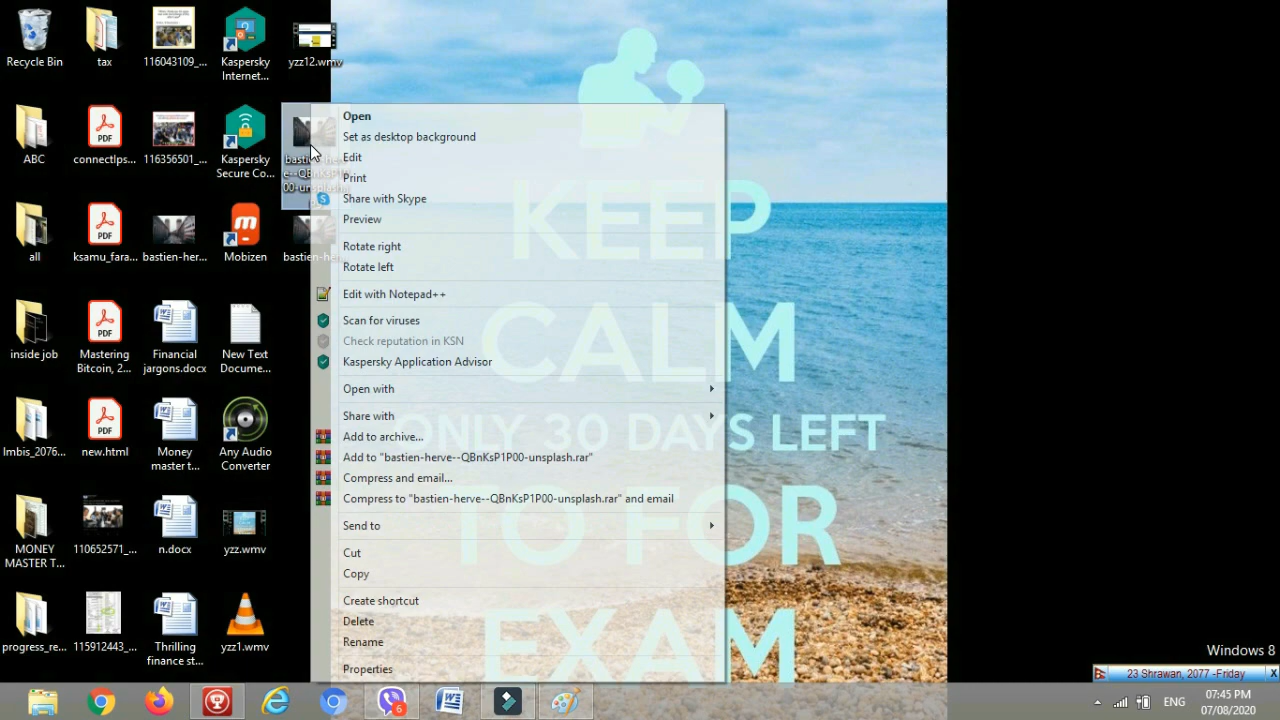 Recycle Bin
tax
116043109_...
Kaspersky
Internet...
yzz12.wmv
ABC
connectIps...
116356501_...
Kaspersky
Secure Co...
all
ksamu_fara...
bastien-her...
Mobizen
inside job
Mastering
Bitcoin, 2...
Financial
jargons.docx
New Text
Docume...
Imbis_2076...
new.html
Money
master t...
Any Audio
Converter
MONEY
MASTER T...
110652571_...
n.docx
yzz.wmv
progress_re...
115912443_...
Thrilling
finance st...
yzz1.wmv
PDF
PDF
PDF
PDF
Open
Set as desktop background
Edit
Print
Share with Skype
Preview
Rotate right
Rotate left
Edit with Notepad++
Scan for viruses
Check reputation in KSN
Kaspersky Application Advisor
Open with
Share with
Add to archive...
Add to "bastien-herve--QBnKsP1P00-unsplash.rar"
Compress and email...
Compress to "bastien-herve--QBnKsP1P00-unsplash.rar" and email
Send to
Cut
Copy
Create shortcut
Delete
Rename
Properties
KEEP
CALM
DAYS LEFT
FOR
EXAM
Windows 8
23 Shrawan, 2077 -Friday
X
6
ENG
07:45 PM
07/08/2020